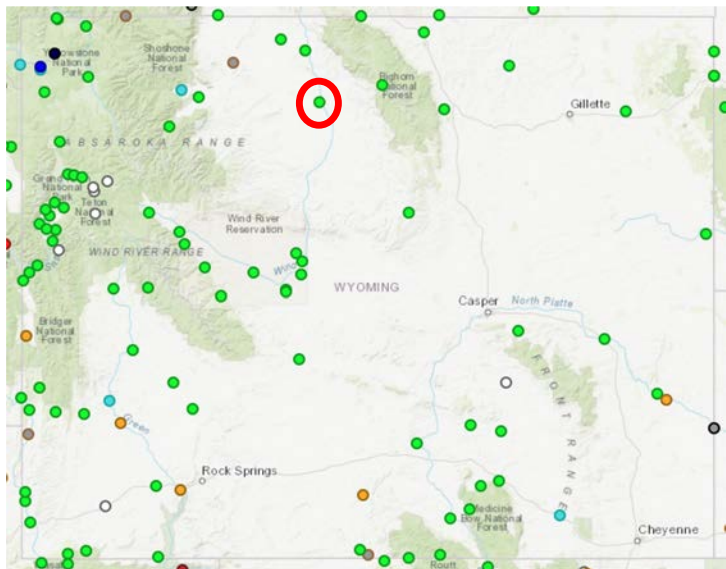 Yellowstone
National
Park
Shoshone
National
Forest
Bighorn
National
Forest
Gillette
ABSAROKA RANGE
Grand
National
Park
Teton
National
Forest
Wind River
Reservation
WIND RIVER RANGE
Wind
WYOMING
Casper
North Platte
Bridger
National
Forest
FRONT RANGE
Green
Rock Springs
Medicine
Bow National
Forest
Cheyenne
Routt